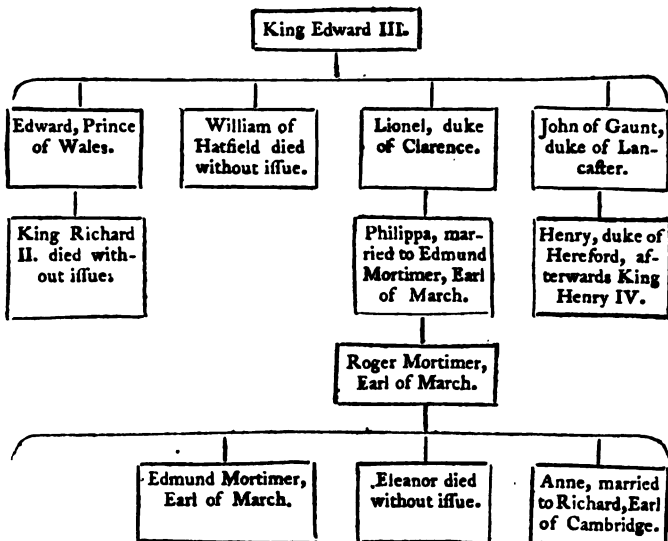 King Edward III.
Edward, Prince
of Wales.
William of
Hatfield died
without iſſue.
Lionel, duke
of Clarence.
John of Gaunt,
duke of Lan-
caſter.
King Richard
II. died with-
out iſſue:
Philippa, mar-
ried to Edmund
Mortimer, Earl
of March.
Henry, duke of
Hereford, af-
terwards King
Henry IV.
Roger Mortimer,
Earl of March.
Edmund Mortimer,
Earl of March.
Eleanor died
without iſſue.
Anne, married
to Richard, Earl
of Cambridge.